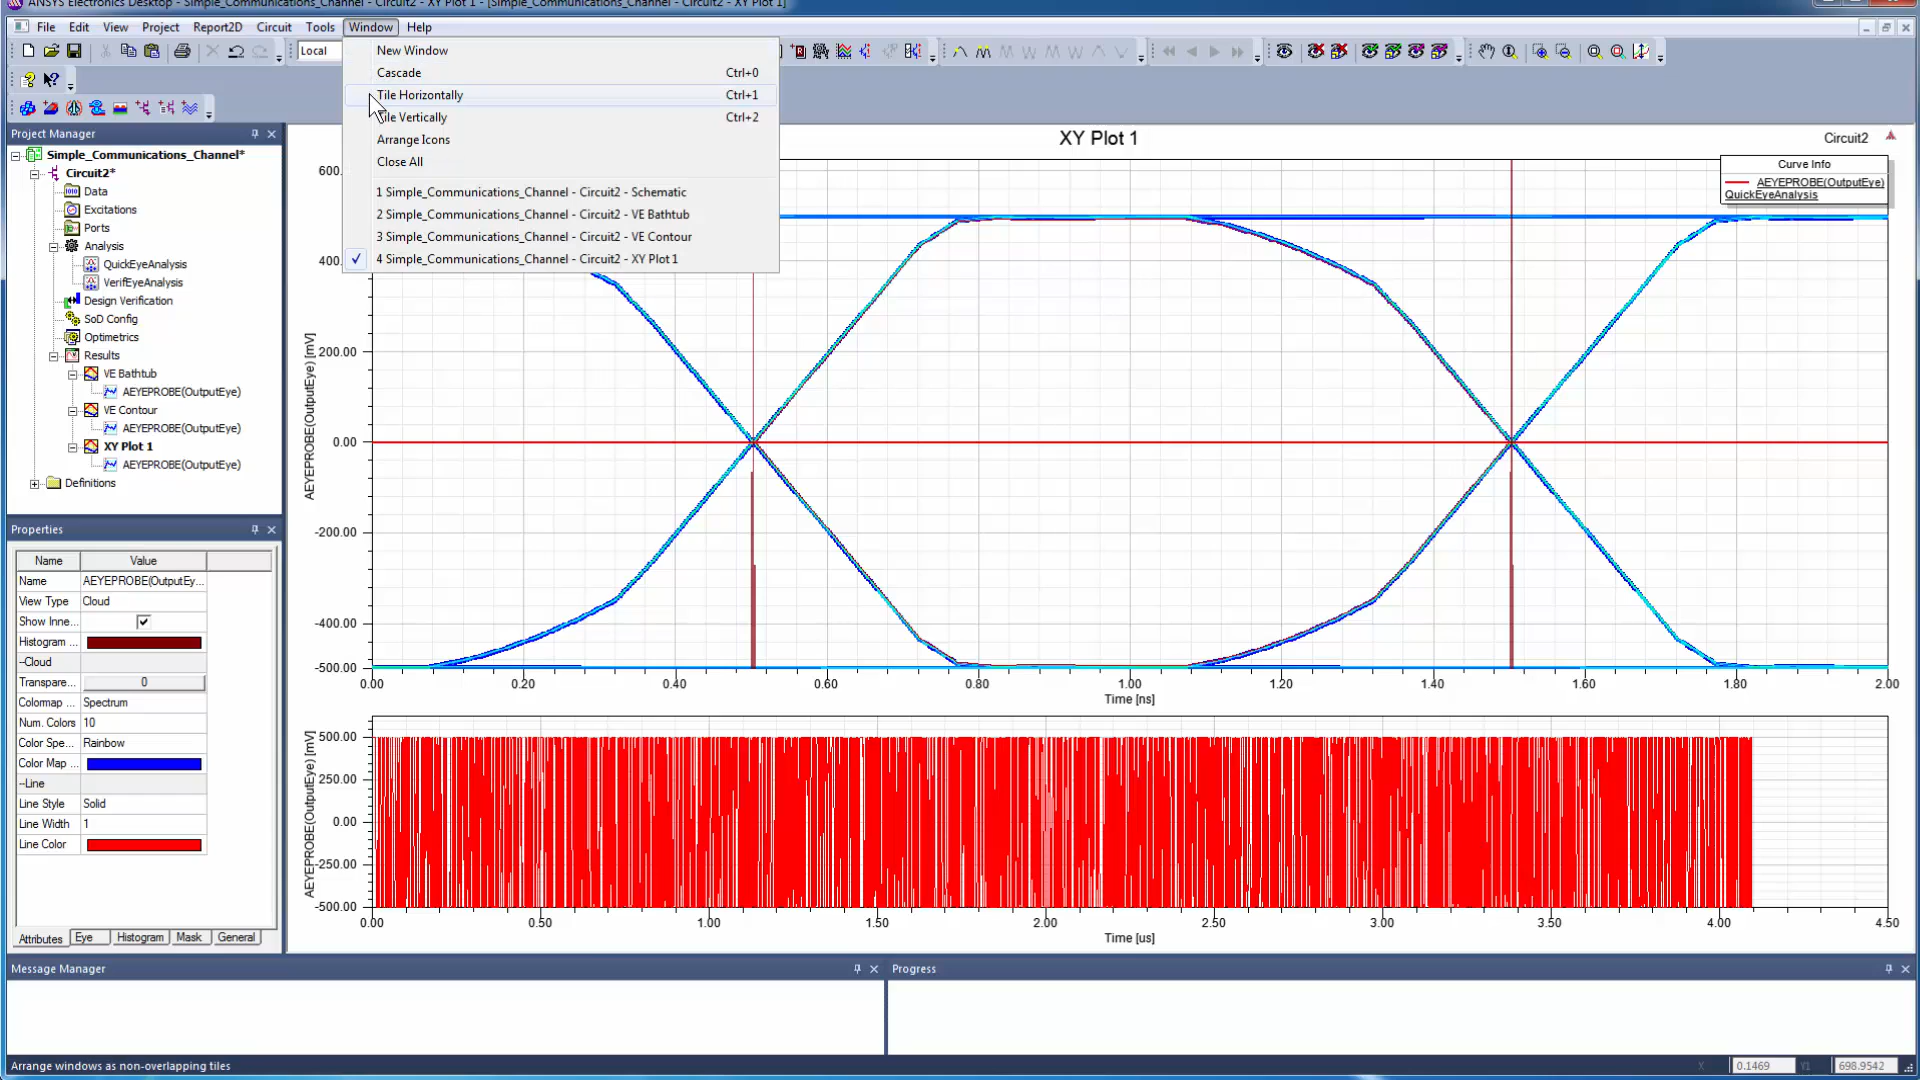 ANSYS Electronics Desktop - Simple_Communications_Channel - Circuit2 - XY Plot 1 - [Simple_Communications_Channel - Circuit2 - XY Plot 1]
File Edit View Project Report2D Circuit Tools Window Help
Local
New Window
Cascade Ctrl+0
Tile Horizontally Ctrl+1
Tile Vertically Ctrl+2
Arrange Icons
Close All
1 Simple_Communications_Channel - Circuit2 - Schematic
2 Simple_Communications_Channel - Circuit2 - VE Bathtub
3 Simple_Communications_Channel - Circuit2 - VE Contour
4 Simple_Communications_Channel - Circuit2 - XY Plot 1
Project Manager
Simple_Communications_Channel*
Circuit2*
Data
Excitations
Ports
Analysis
QuickEyeAnalysis
VerifEyeAnalysis
Design Verification
SoD Config
Optimetrics
Results
VE Bathtub
AEYEPROBE(OutputEye)
VE Contour
AEYEPROBE(OutputEye)
XY Plot 1
AEYEPROBE(OutputEye)
Definitions
Properties
Name Value
Name AEYEPROBE(OutputEy...
View Type Cloud
Show Inne...
Histogram ...
--Cloud
Transpare... 0
Colormap ... Spectrum
Num. Colors 10
Color Spe... Rainbow
Color Map ...
--Line
Line Style Solid
Line Width 1
Line Color
Attributes Eye Histogram Mask General
XY Plot 1
Circuit2
Curve Info
AEYEPROBE(OutputEye)
QuickEyeAnalysis
AEYEPROBE(OutputEye) [mV]
600.
400.
200.00
0.00
-200.00
-400.00
-500.00
0.00 0.20 0.40 0.60 0.80 1.00 1.20 1.40 1.60 1.80 2.00
Time [ns]
AEYEPROBE(OutputEye) [mV]
500.00
250.00
0.00
-250.00
-500.00
0.00 0.50 1.00 1.50 2.00 2.50 3.00 3.50 4.00 4.50
Time [us]
Message Manager
Progress
Arrange windows as non-overlapping tiles
X 0.1469 Y1 698.9542